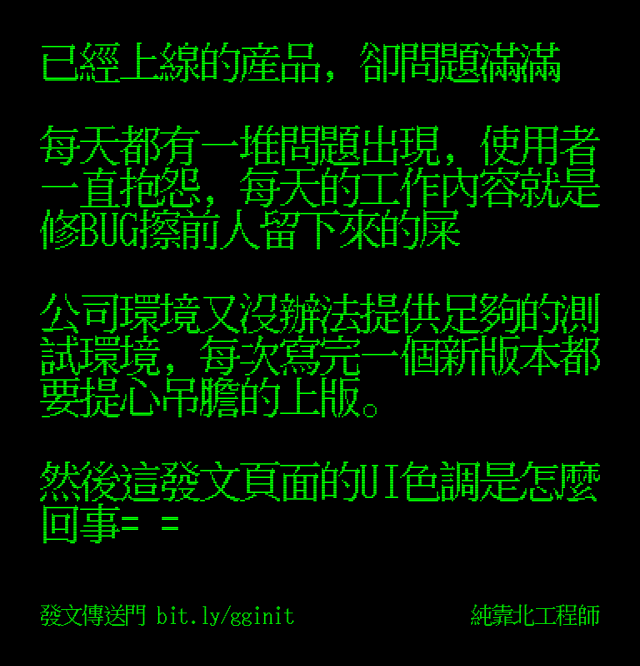 已經上線的產品，卻問題滿滿
每天都有一堆問題出現，使用者
一直抱怨，每天的工作內容就是
修BUG擦前人留下來的屎
公司環境又沒辦法提供足夠的測
試環境，每次寫完一個新版本都
要提心吊膽的上版。
然後這發文頁面的UI色調是怎麼
回事= =
發文傳送門 bit.ly/gginit
純靠北工程師